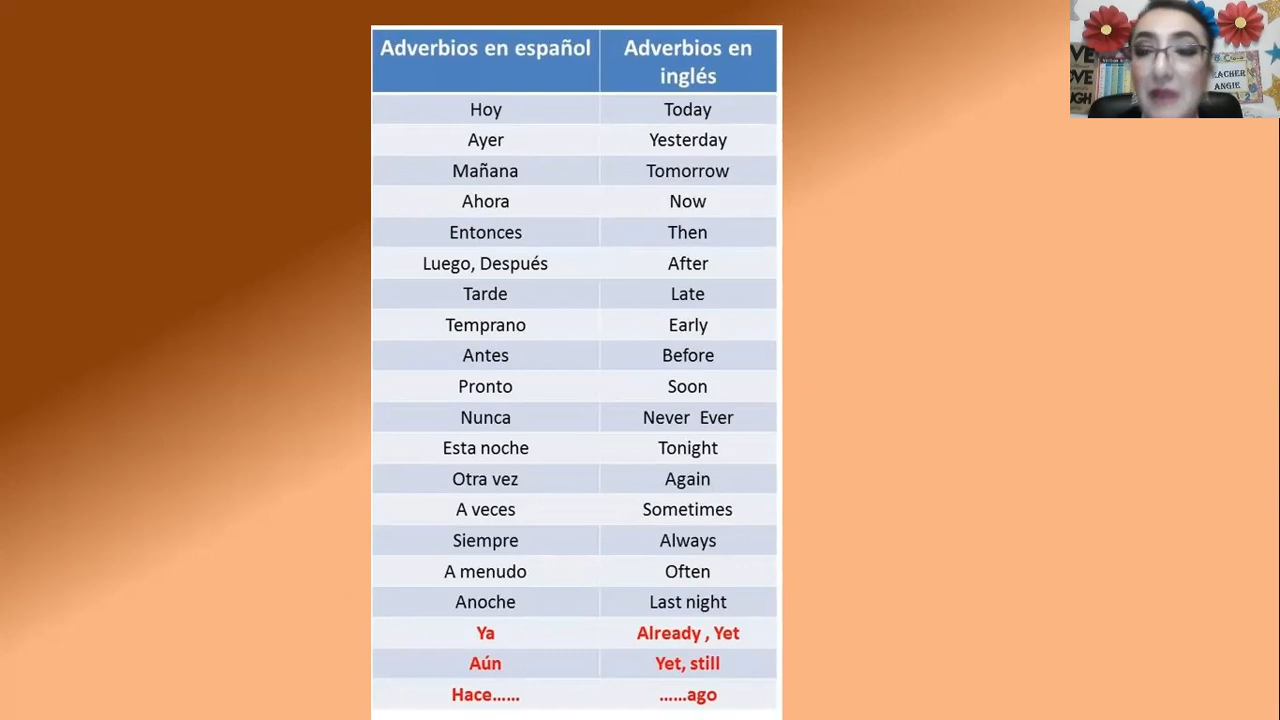 Adverbios en español Adverbios en
inglés
Hoy Today
Ayer Yesterday
Mañana Tomorrow
Ahora Now
Entonces Then
Luego, Después After
Tarde Late
Temprano Early
Antes Before
Pronto Soon
Nunca Never Ever
Esta noche Tonight
Otra vez Again
A veces Sometimes
Siempre Always
A menudo Often
Anoche Last night
Ya Already , Yet
Aún Yet, still
Hace...... ......ago
ANGIE